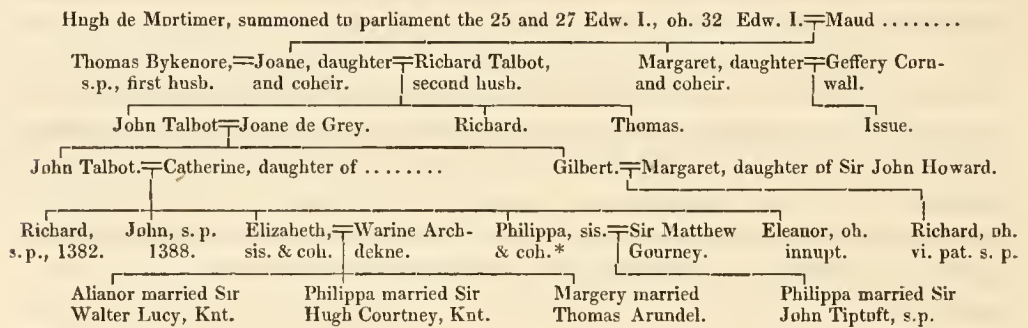 Hugh de Mortimer, summoned to parliament the 25 and 27 Edw. I., oh. 32 Edw. I. Maud ........
Thomas Bykenore, Joane, daughter Richard Talbot, Margaret, daughter Geffery Corn-
s.p., first husb. and coheir. second husb. and coheir. wall.
John Talbot Joane de Grey. Richard. Thomas. Issue.
John Talbot. Catherine, daughter of ........ Gilbert. Margaret, daughter of Sir John Howard.
Richard, John, s. p. Elizabeth, Warine Arch- Philippa, sis. Sir Matthew Eleanor, oh. Richard, oh.
s. p., 1382. 1388. sis. & coh. dekne. & coh.* Gourney. innupt. vi. pat. s. p.
Alianor married Sir Philippa married Sir Margery married Philippa married Sir
Walter Lucy, Knt. Hugh Courtney, Knt. Thomas Arundel. John Tiptoft, s.p.